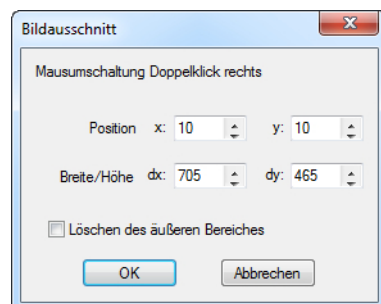 Bildausschnitt
Mausumschaltung Doppelklick rechts
Position x: 10 y: 10
Breite/Höhe dx: 705 dy: 465
Löschen des äußeren Bereiches
OK Abbrechen